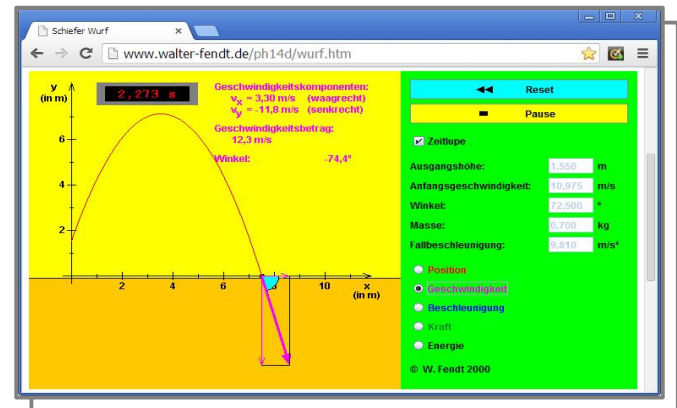 Schiefer Wurf
www.walter-fendt.de/ph14d/wurf.htm
y
(in m)
2,273 s
Geschwindigkeitskomponenten:
vx = 3,30 m/s (waagrecht)
vy = -11,8 m/s (senkrecht)
Geschwindigkeitsbetrag:
12,3 m/s
Winkel: -74,4°
6
4
2
2 4 6 8 10 x
(in m)
Reset
Pause
Zeitlupe
Ausgangshöhe: 1,550 m
Anfangsgeschwindigkeit: 10,975 m/s
Winkel: 72,500 °
Masse: 0,700 kg
Fallbeschleunigung: 9,810 m/s²
Position
Geschwindigkeit
Beschleunigung
Kraft
Energie
© W. Fendt 2000